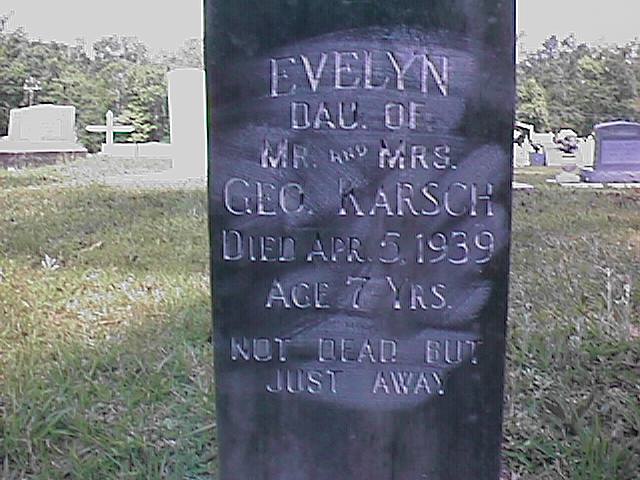 EVELYN
DAU. OF
MR. AND MRS.
GEO. KARSCH
DIED APR. 5, 1939
AGE 7 YRS.
NOT DEAD BUT
JUST AWAY